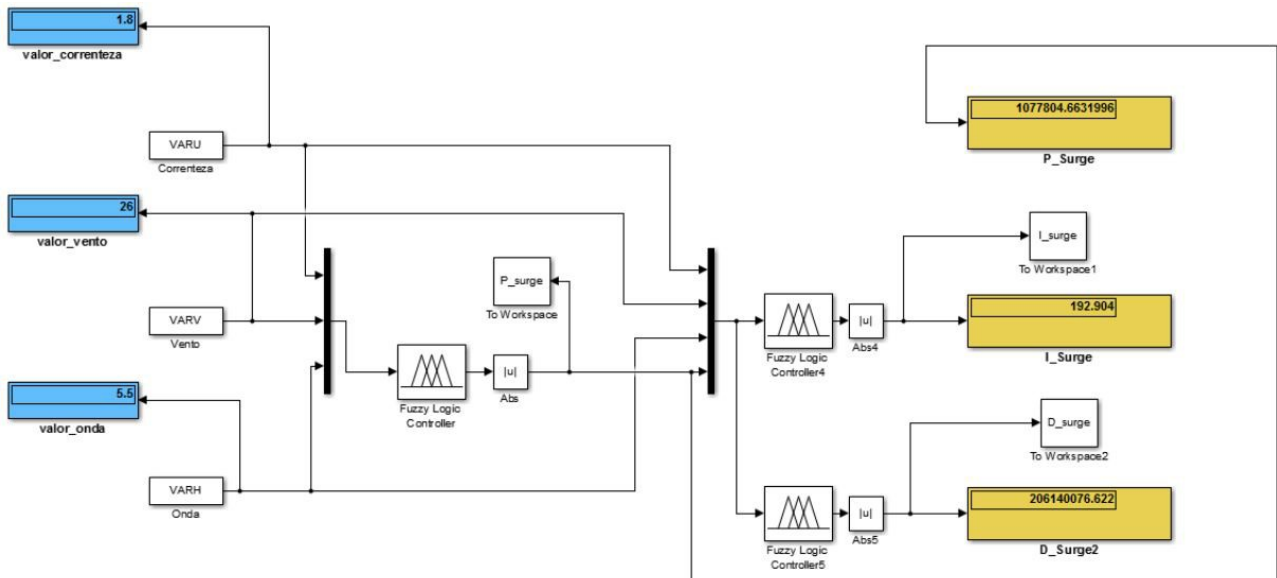 1.8
valor_correnteza
VARU
Correnteza
26
valor_vento
VARV
Vento
5.5
valor_onda
VARH
Onda
Fuzzy Logic
Controller
|u|
Abs
P_surge
To Workspace
1077804.6631996
P_Surge
I_surge
To Workspace1
Fuzzy Logic
Controller4
|u|
Abs4
192.904
I_Surge
D_surge
To Workspace2
Fuzzy Logic
Controller5
|u|
Abs5
206140076.622
D_Surge2